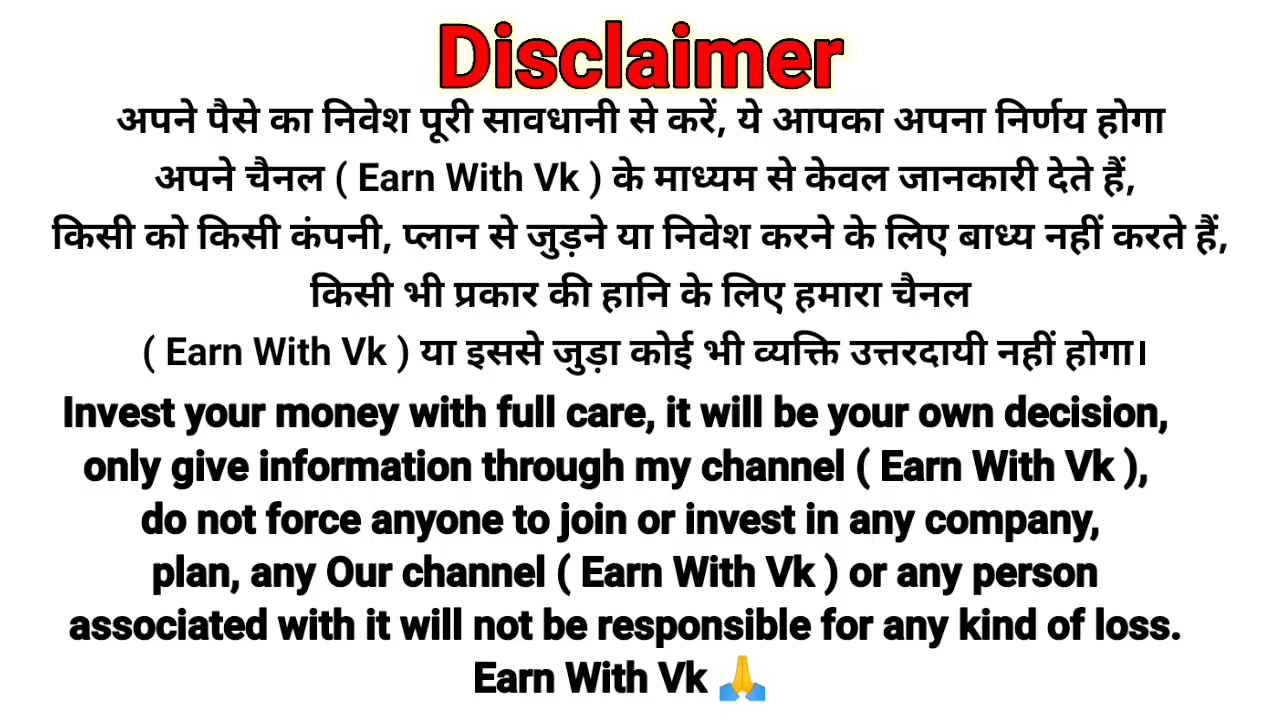 Disclaimer
अपने पैसे का निवेश पूरी सावधानी से करें, ये आपका अपना निर्णय होगा
अपने चैनल ( Earn With Vk ) के माध्यम से केवल जानकारी देते हैं,
किसी को किसी कंपनी, प्लान से जुड़ने या निवेश करने के लिए बाध्य नहीं करते हैं,
किसी भी प्रकार की हानि के लिए हमारा चैनल
( Earn With Vk ) या इससे जुड़ा कोई भी व्यक्ति उत्तरदायी नहीं होगा।
Invest your money with full care, it will be your own decision,
only give information through my channel ( Earn With Vk ),
do not force anyone to join or invest in any company,
plan, any Our channel ( Earn With Vk ) or any person
associated with it will not be responsible for any kind of loss.
Earn With Vk 🙏